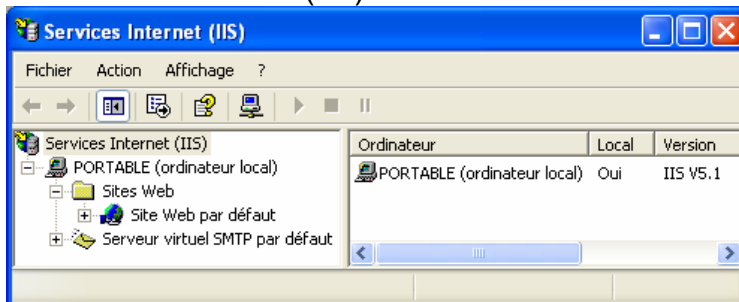 Services Internet (IIS)
Fichier Action Affichage ?
Services Internet (IIS)
PORTABLE (ordinateur local)
Sites Web
Site Web par défaut
Serveur virtuel SMTP par défaut
Ordinateur Local Version
PORTABLE (ordinateur local) Oui IIS V5.1